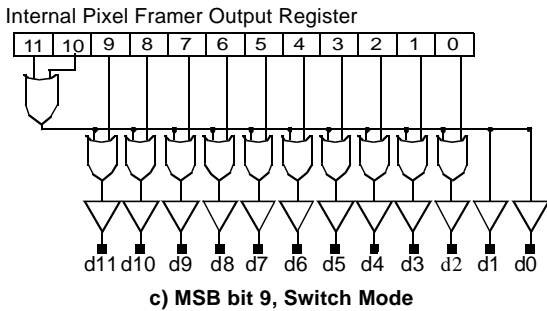 Internal Pixel Framer Output Register
11 10 9 8 7 6 5 4 3 2 1 0
d11 d10 d9 d8 d7 d6 d5 d4 d3 d2 d1 d0
c) MSB bit 9, Switch Mode